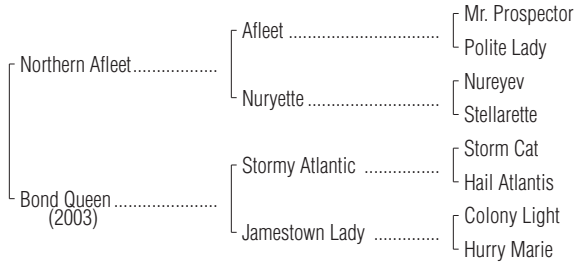 Mr. Prospector
Afleet
Polite Lady
Northern Afleet
Nureyev
Nuryette
Stellarette
Storm Cat
Stormy Atlantic
Hail Atlantis
Bond Queen
(2003)
Colony Light
Jamestown Lady
Hurry Marie